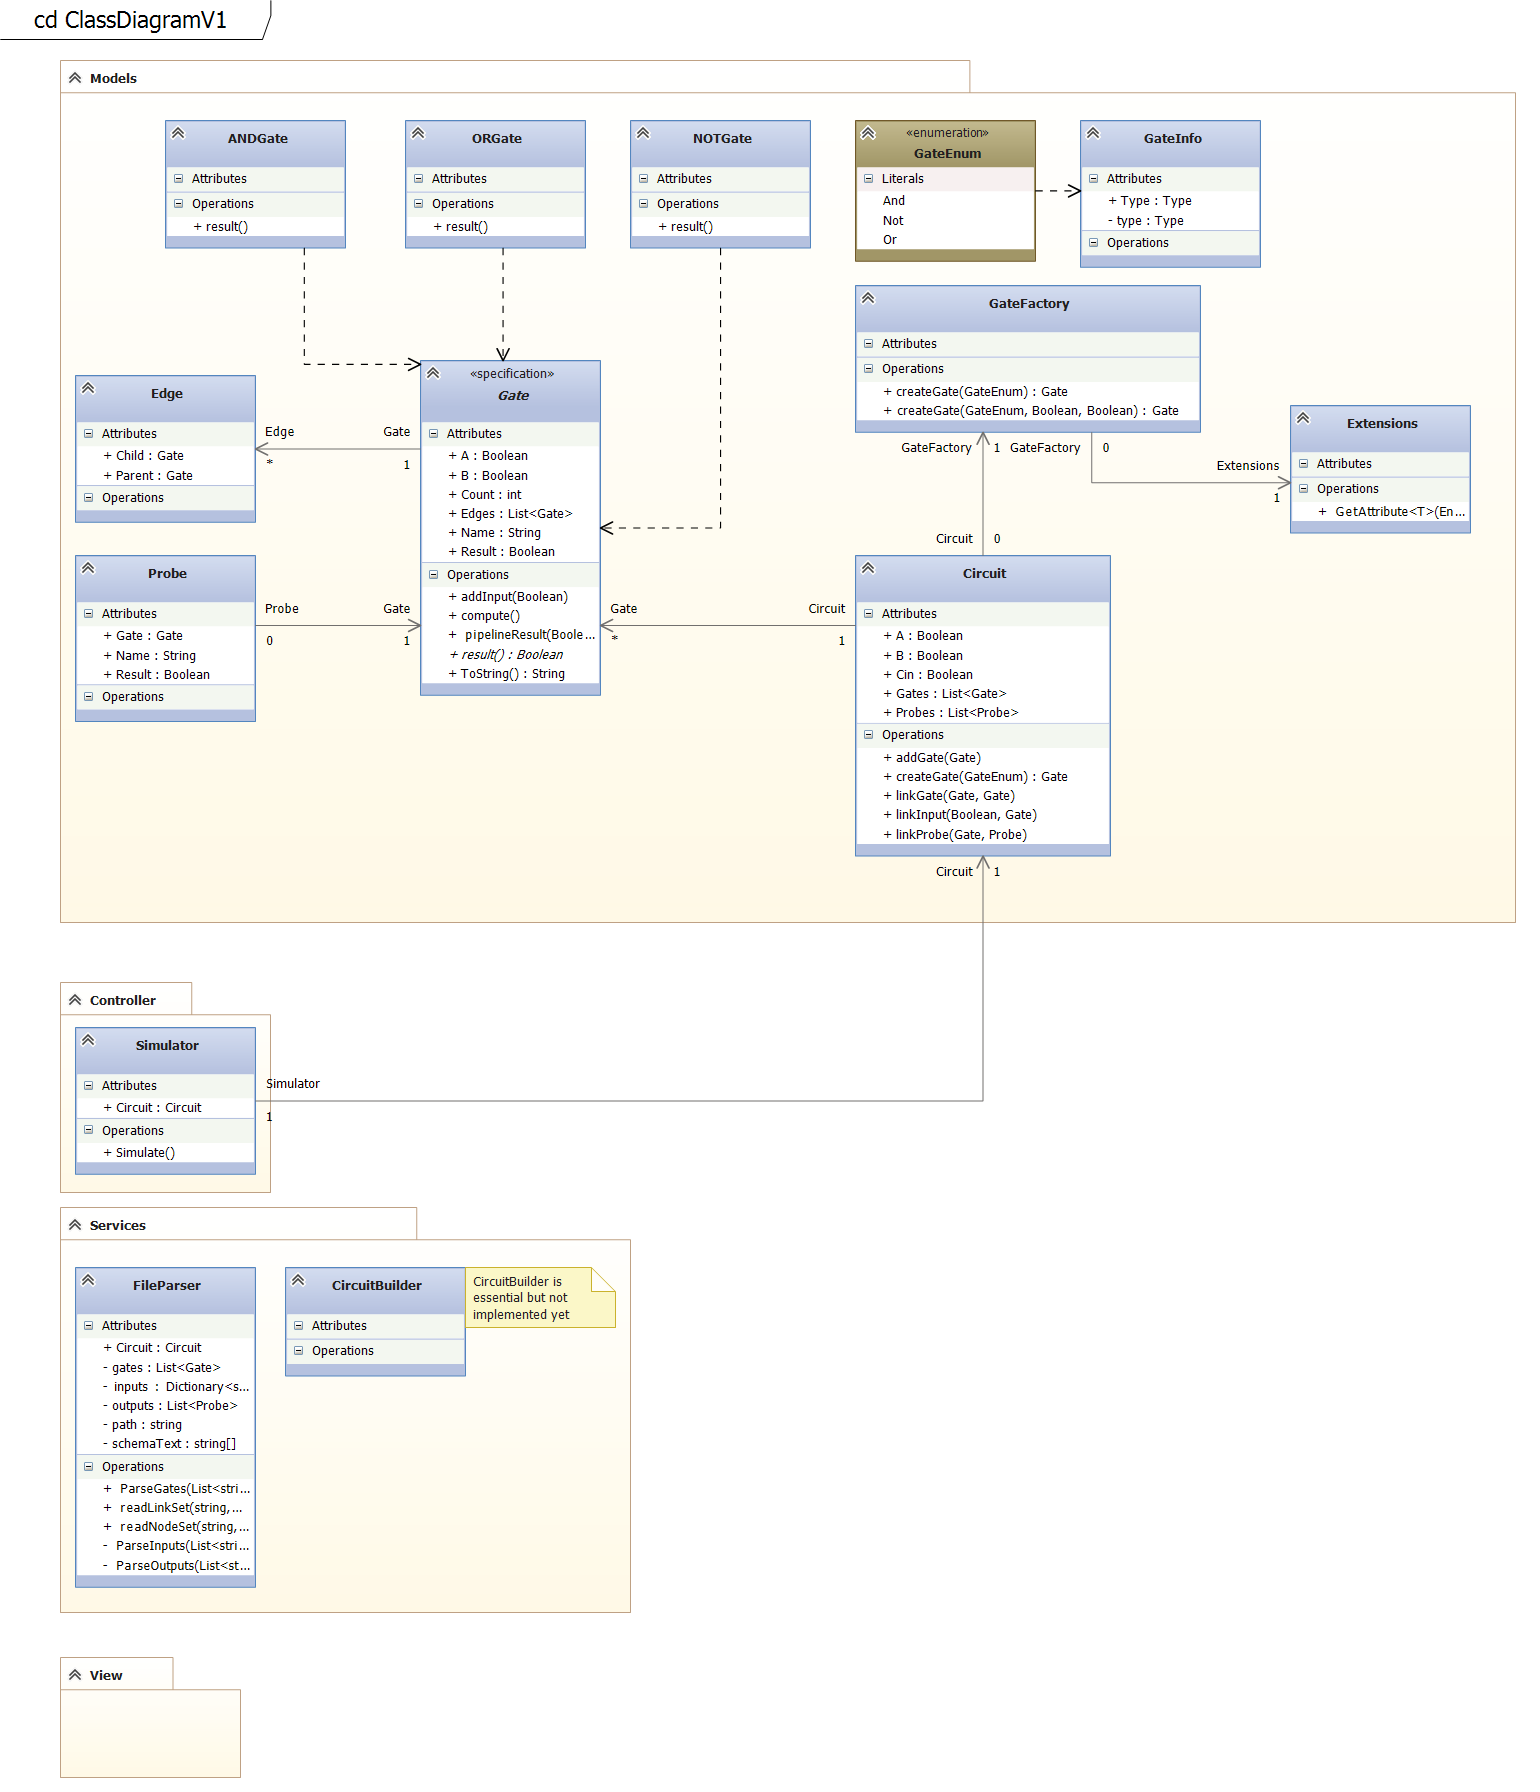 cd ClassDiagramV1
Models
ANDGate
Attributes
Operations
+ result()
ORGate
Attributes
Operations
+ result()
NOTGate
Attributes
Operations
+ result()
«enumeration»
GateEnum
Literals
And
Not
Or
GateInfo
Attributes
+ Type : Type
- type : Type
Operations
GateFactory
Attributes
Operations
+ createGate(GateEnum) : Gate
+ createGate(GateEnum, Boolean, Boolean) : Gate
GateFactory 1
GateFactory 0
Extensions
1
Extensions
Attributes
Operations
+ GetAttribute<T>(En...
Edge
Attributes
+ Child : Gate
+ Parent : Gate
Operations
Edge
*
Gate
1
«specification»
Gate
Attributes
+ A : Boolean
+ B : Boolean
+ Count : int
+ Edges : List<Gate>
+ Name : String
+ Result : Boolean
Operations
+ addInput(Boolean)
+ compute()
+ pipelineResult(Boole...
+ result() : Boolean
+ ToString() : String
Probe
Attributes
+ Gate : Gate
+ Name : String
+ Result : Boolean
Operations
Probe
0
Gate
1
Gate
*
Circuit
1
Circuit 0
Circuit
Attributes
+ A : Boolean
+ B : Boolean
+ Cin : Boolean
+ Gates : List<Gate>
+ Probes : List<Probe>
Operations
+ addGate(Gate)
+ createGate(GateEnum) : Gate
+ linkGate(Gate, Gate)
+ linkInput(Boolean, Gate)
+ linkProbe(Gate, Probe)
Circuit 1
Controller
Simulator
Attributes
+ Circuit : Circuit
Operations
+ Simulate()
Simulator
1
Services
FileParser
Attributes
+ Circuit : Circuit
- gates : List<Gate>
- inputs : Dictionary<s...
- outputs : List<Probe>
- path : string
- schemaText : string[]
Operations
+ ParseGates(List<stri...
+ readLinkSet(string,...
+ readNodeSet(string,...
- ParseInputs(List<stri...
- ParseOutputs(List<st...
CircuitBuilder
Attributes
Operations
CircuitBuilder is
essential but not
implemented yet
View